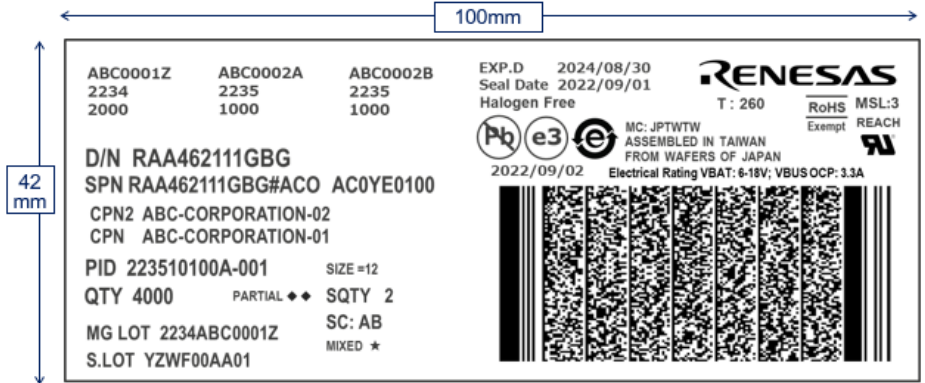 100mm
42
mm
ABC0001Z ABC0002A ABC0002B
2234 2235 2235
2000 1000 1000
D/N RAA462111GBG
SPN RAA462111GBG#ACO AC0YE0100
CPN2 ABC-CORPORATION-02
CPN ABC-CORPORATION-01
PID 223510100A-001 SIZE =12
QTY 4000 PARTIAL ◆ ◆ SQTY 2
SC: AB
MG LOT 2234ABC0001Z
MIXED ★
S.LOT YZWF00AA01
EXP.D 2024/08/30
Seal Date 2022/09/01
Halogen Free
RENESAS
T : 260 RoHS MSL:3
Exempt REACH
Pb e3 e
MC: JPTWTW
ASSEMBLED IN TAIWAN
FROM WAFERS OF JAPAN
2022/09/02 Electrical Rating VBAT: 6-18V; VBUS OCP: 3.3A